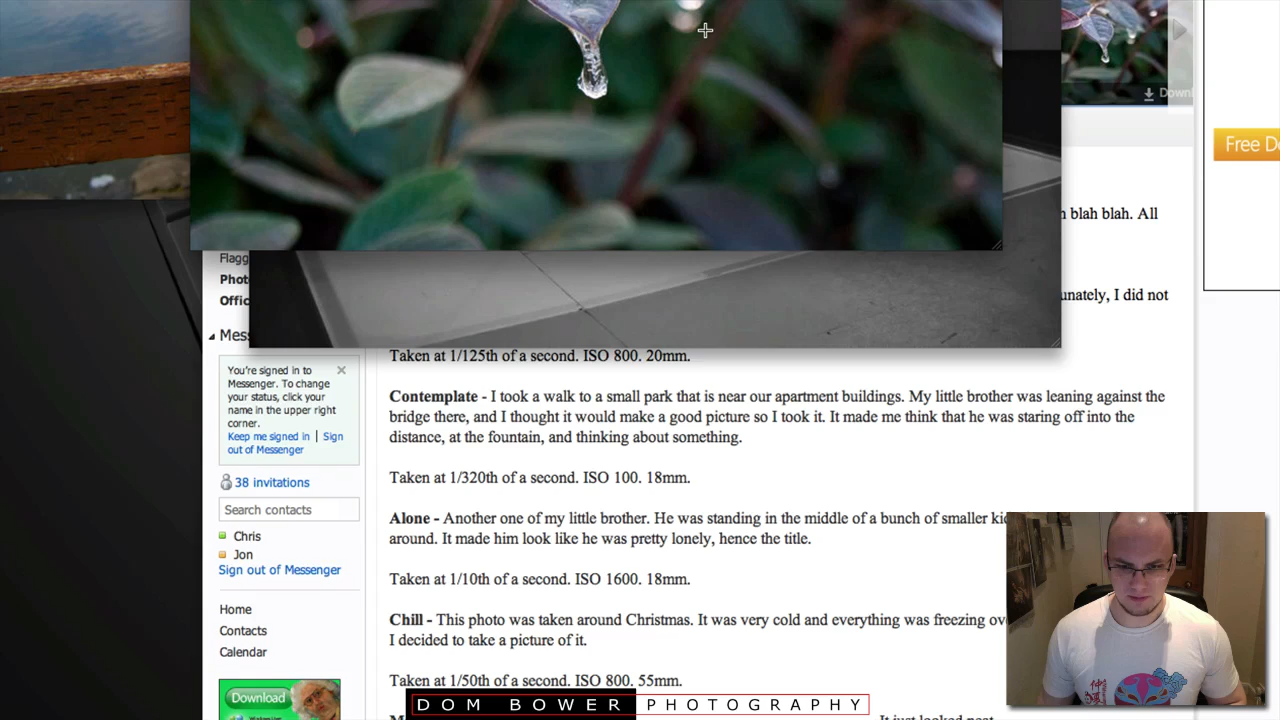 Free
blah blah. All
Flagg
Photo
unately, I did not
Offic
Mess
Taken at 1/125th of a second. ISO 800. 20mm.
You're signed in to
Messenger. To change
your status, click your
name in the upper right
corner.
Keep me signed in | Sign
out of Messenger
Contemplate - I took a walk to a small park that is near our apartment buildings. My little brother was leaning against the
bridge there, and I thought it would make a good picture so I took it. It made me think that he was staring off into the
distance, at the fountain, and thinking about something.
38 invitations
Taken at 1/320th of a second. ISO 100. 18mm.
Search contacts
Alone - Another one of my little brother. He was standing in the middle of a bunch of smaller
around. It made him look like he was pretty lonely, hence the title.
Chris
Jon
Sign out of Messenger
Taken at 1/10th of a second. ISO 1600. 18mm.
Home
Contacts
Calendar
Chill - This photo was taken around Christmas. It was very cold and everything was freezing
I decided to take a picture of it.
Taken at 1/50th of a second. ISO 800. 55mm.
Download
DOM BOWER PHOTOGRAPHY